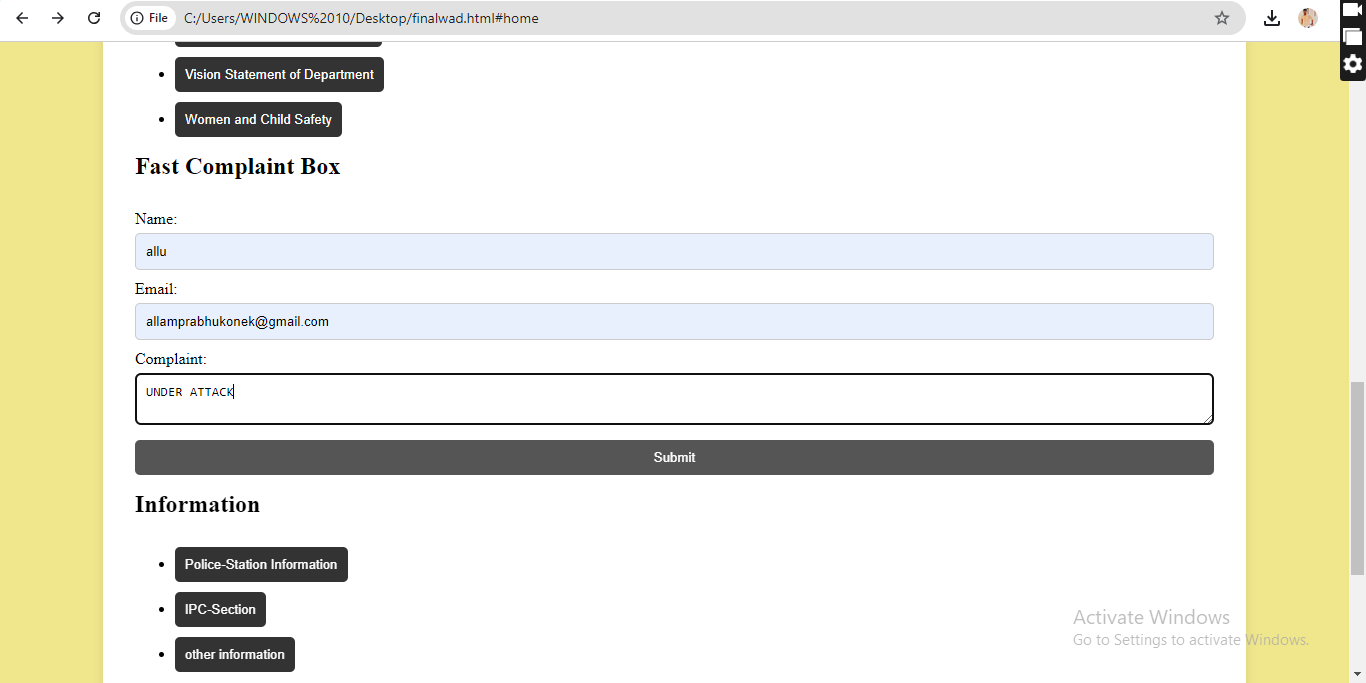 File
C:/Users/WINDOWS%2010/Desktop/finalwad.html#home
Vision Statement of Department
Women and Child Safety
Fast Complaint Box
Name:
allu
Email:
allamprabhukonek@gmail.com
Complaint:
UNDER ATTACK
Submit
Information
Police-Station Information
IPC-Section
other information
Activate Windows
Go to Settings to activate Windows.